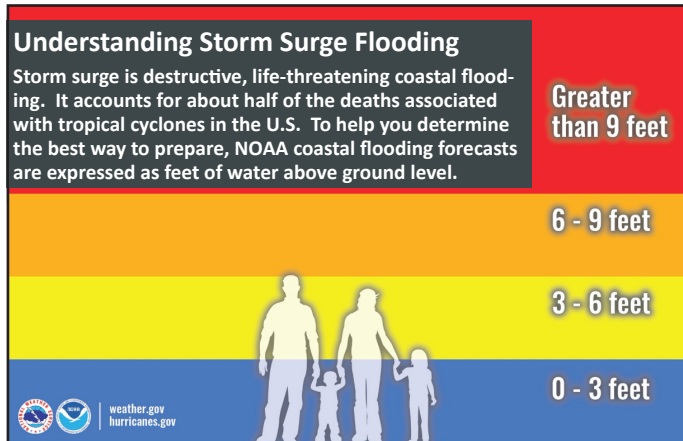 Understanding Storm Surge Flooding
Storm surge is destructive, life-threatening coastal flood-
ing. It accounts for about half of the deaths associated
with tropical cyclones in the U.S. To help you determine
the best way to prepare, NOAA coastal flooding forecasts
are expressed as feet of water above ground level.
Greater
than 9 feet
6 - 9 feet
3 - 6 feet
0 - 3 feet
NOAA
weather.gov
hurricanes.gov